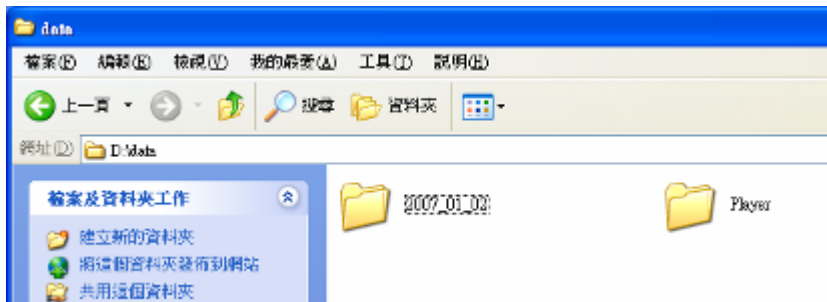 data
檔案(F) 編輯(E) 檢視(V) 我的最愛(A) 工具(T) 說明(H)
上一頁 搜尋 資料夾
網址(D) D:\data
檔案及資料夾工作
2007_01_02
Player
建立新的資料夾
將這個資料夾發佈到網站
共用這個資料夾